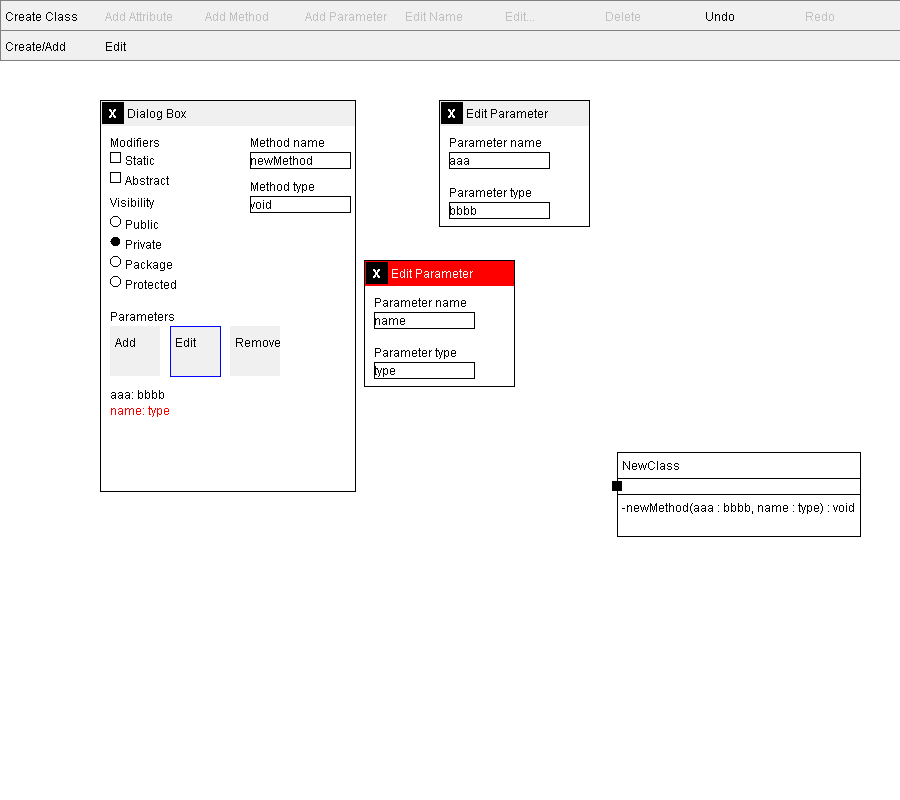 Create Class Add Attribute Add Method Add Parameter Edit Name Edit... Delete Undo Redo
Create/Add Edit
X Dialog Box
Modifiers
Static
Abstract
Visibility
Public
Private
Package
Protected
Method name
newMethod
Method type
void
Parameters
Add Edit Remove
aaa: bbbb
name: type
X Edit Parameter
Parameter name
aaa
Parameter type
bbbb
X Edit Parameter
Parameter name
name
Parameter type
type
NewClass
-newMethod(aaa : bbbb, name : type) : void